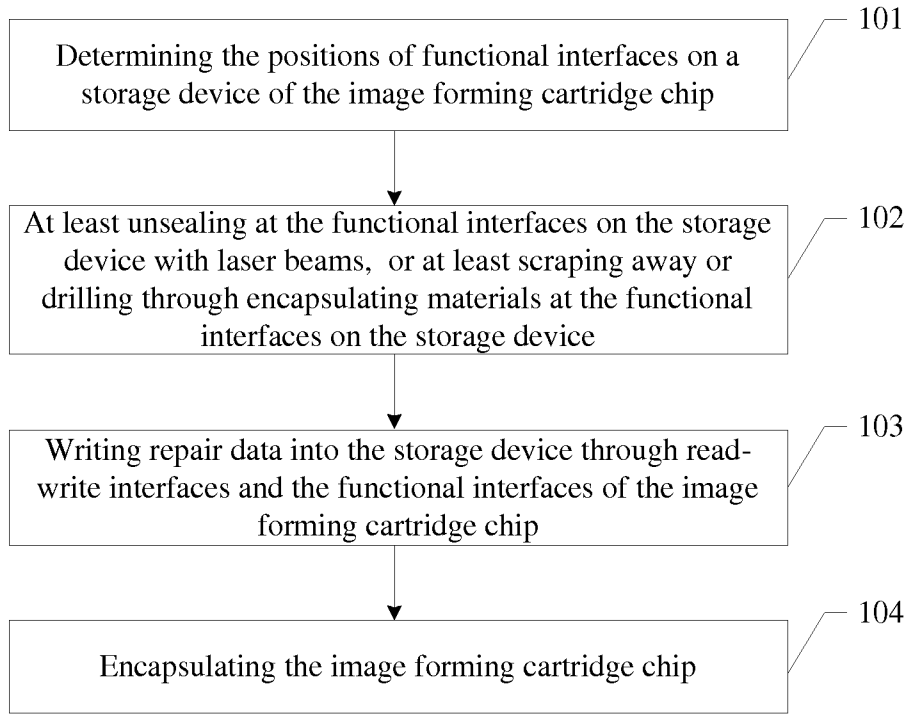 101
Determining the positions of functional interfaces on a
storage device of the image forming cartridge chip
102
At least unsealing at the functional interfaces on the storage
device with laser beams, or at least scraping away or
drilling through encapsulating materials at the functional
interfaces on the storage device
103
Writing repair data into the storage device through read-
write interfaces and the functional interfaces of the image
forming cartridge chip
104
Encapsulating the image forming cartridge chip